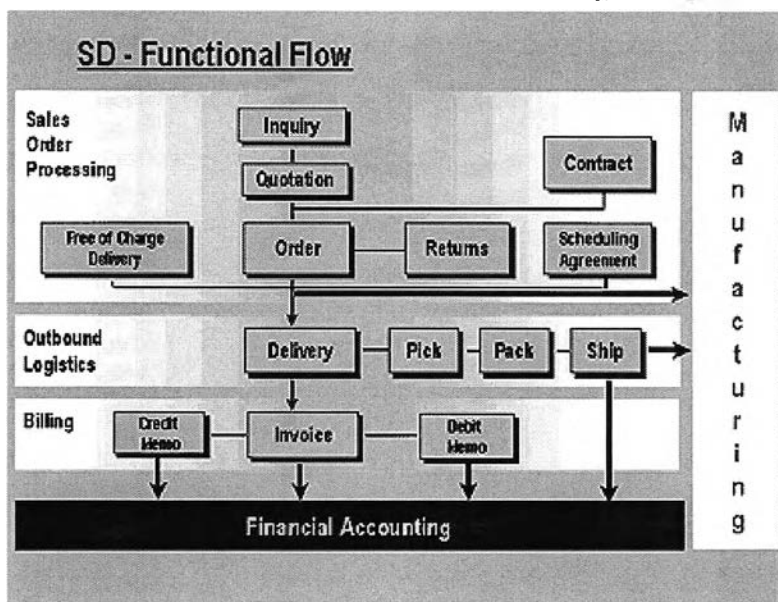 SD - Functional Flow
Sales
Order
Processing
Inquiry
Quotation
Contract
Free of Charge
Delivery
Order
Returns
Scheduling
Agreement
Outbound
Logistics
Delivery
Pick
Pack
Ship
Billing
Credit
Memo
Invoice
Debit
Memo
Financial Accounting
M
a
n
u
f
a
c
t
u
r
i
n
g